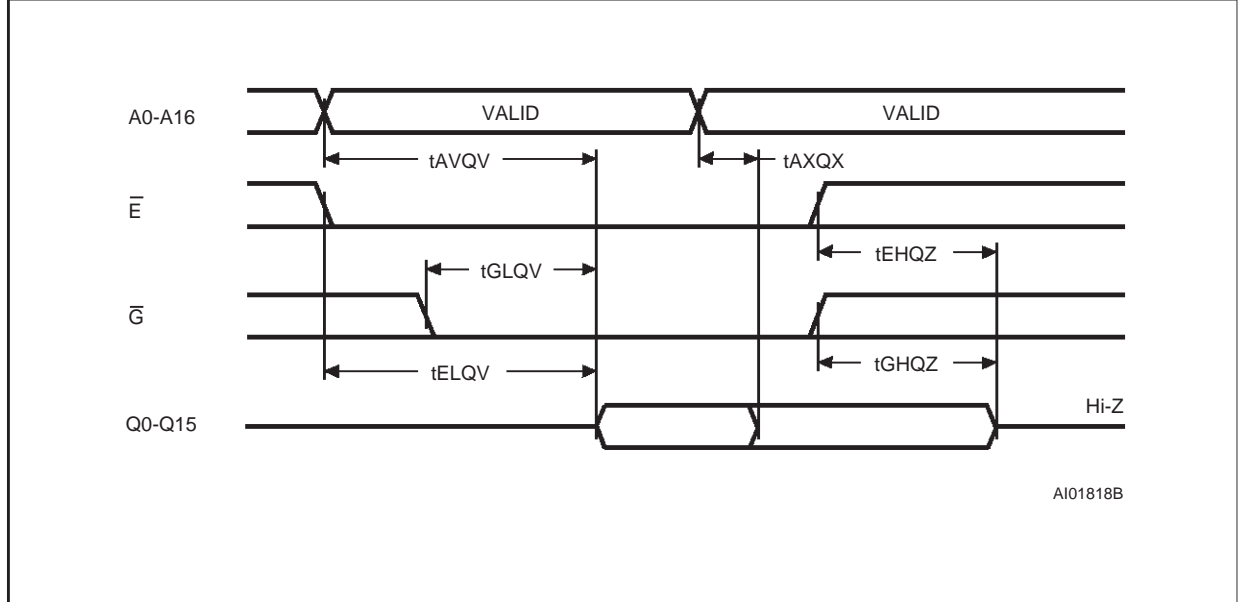 A0-A16
VALID
VALID
tAVQV
tAXQX
E̅
tEHQZ
tGLQV
G̅
tGHQZ
tELQV
Hi-Z
Q0-Q15
AI01818B